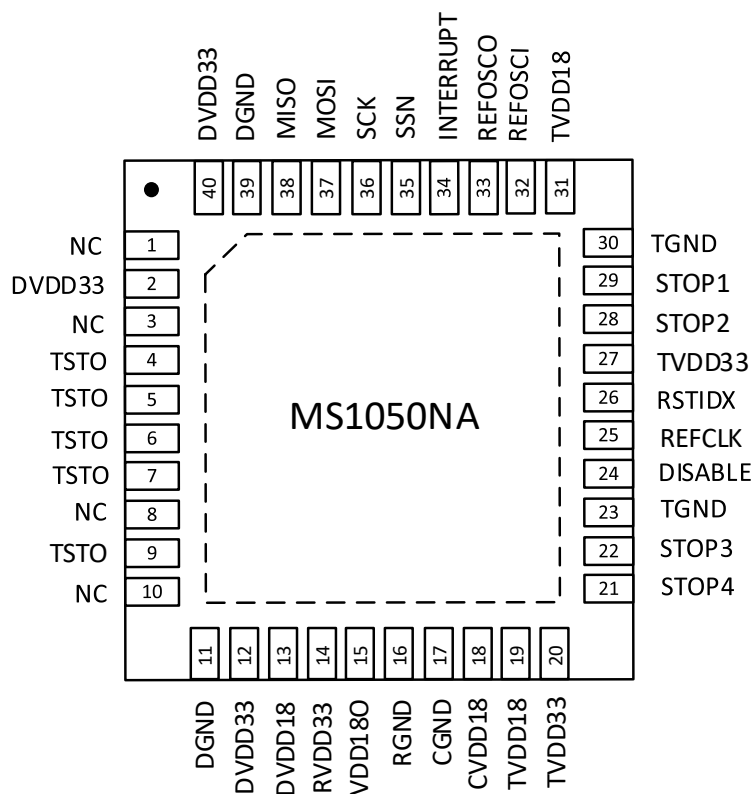 DVDD33
DGND
MISO
MOSI
SCK
SSN
INTERRUPT
REFOSCO
REFOSCI
TVDD18
40
39
38
37
36
35
34
33
32
31
NC 1
DVDD33 2
NC 3
TSTO 4
TSTO 5
TSTO 6
TSTO 7
NC 8
TSTO 9
NC 10
MS1050NA
30 TGND
29 STOP1
28 STOP2
27 TVDD33
26 RSTIDX
25 REFCLK
24 DISABLE
23 TGND
22 STOP3
21 STOP4
11
12
13
14
15
16
17
18
19
20
DGND
DVDD33
DVDD18
RVDD33
VDD18O
RGND
CGND
CVDD18
TVDD18
TVDD33